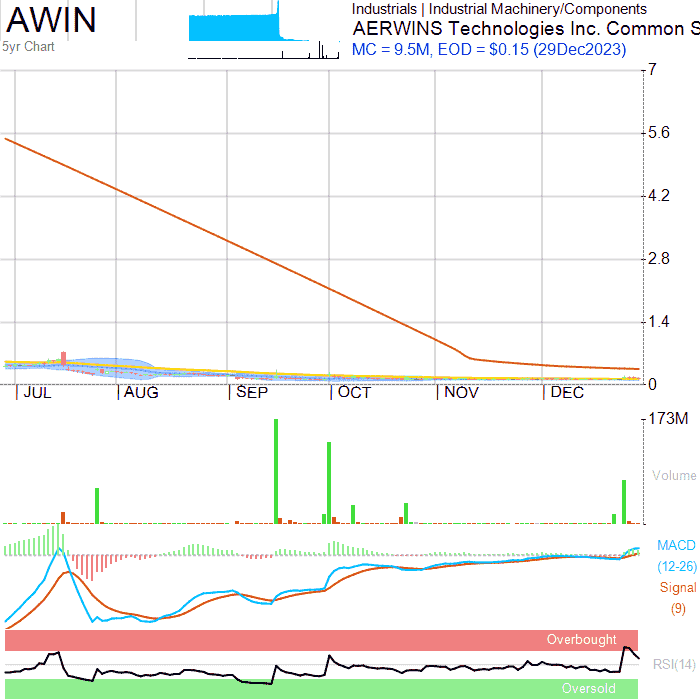 AWIN
5yr Chart
Industrials | Industrial Machinery/Components
AERWINS Technologies Inc. Common S
MC = 9.5M, EOD = $0.15 (29Dec2023)
7
5.6
4.2
2.8
1.4
0
JUL AUG SEP OCT NOV DEC
173M
Volume
MACD
(12-26)
Signal
(9)
Overbought
RSI(14)
Oversold